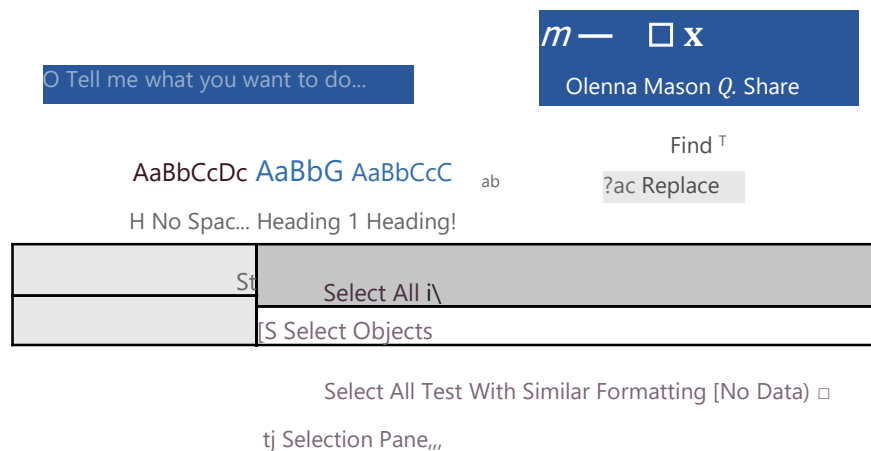 m — □ x
O Tell me what you want to do...
Olenna Mason Q. Share
Find T
AaBbCcDc AaBbG AaBbCcC ab
?ac Replace
H No Spac... Heading 1 Heading!
St
Select All i\
[S Select Objects
Select All Test With Similar Formatting [No Data) □
tj Selection Pane,,,